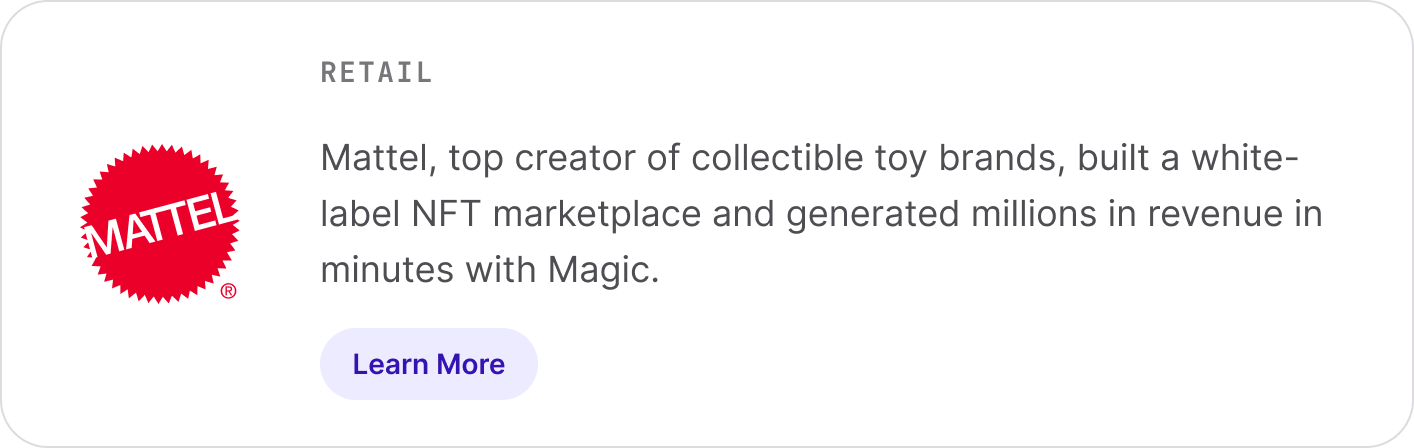 RETAIL
Mattel, top creator of collectible toy brands, built a white-
label NFT marketplace and generated millions in revenue in
minutes with Magic.
MATTEL
®
Learn More